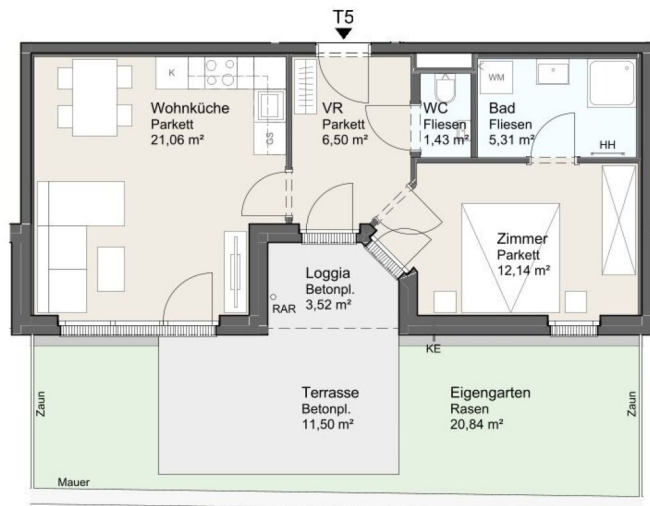 T5
K
Wohnküche
Parkett
21,06 m²
GS
VR
Parkett
6,50 m²
WC
Fliesen
1,43 m²
WM
Bad
Fliesen
5,31 m²
HH
Zimmer
Parkett
12,14 m²
Loggia
Betonpl.
3,52 m²
RAR
KE
Zaun
Terrasse
Betonpl.
11,50 m²
Eigengarten
Rasen
20,84 m²
Zaun
Mauer